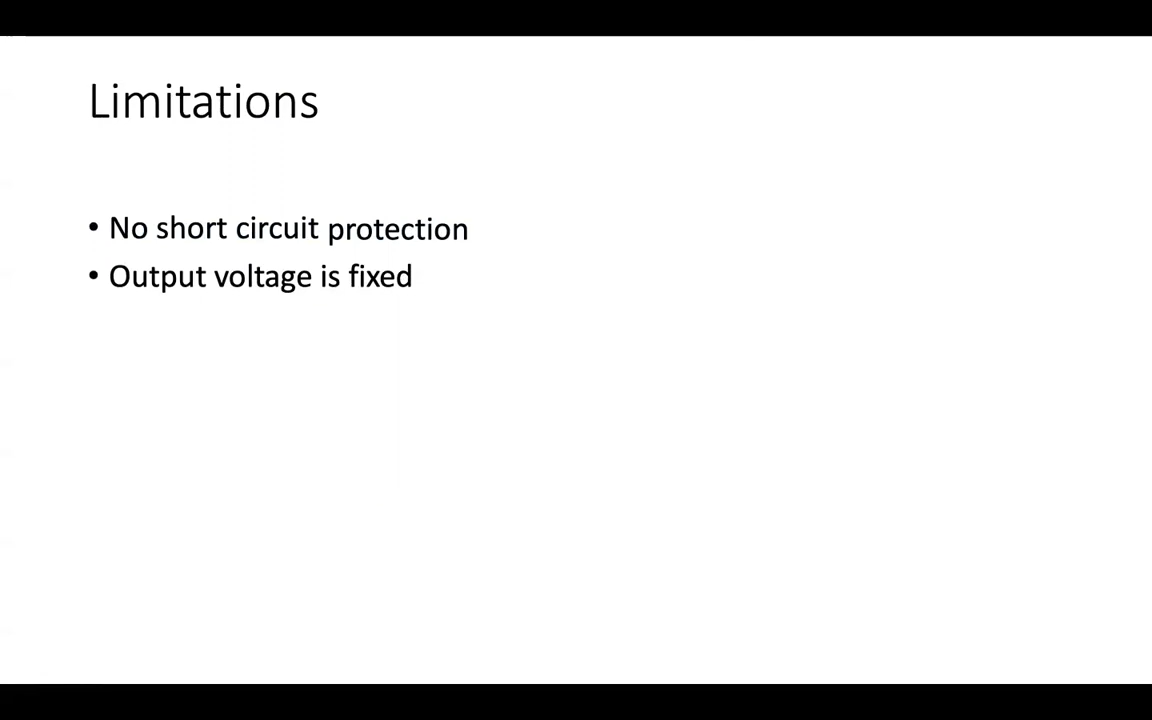 Limitations
• No short circuit protection
• Output voltage is fixed